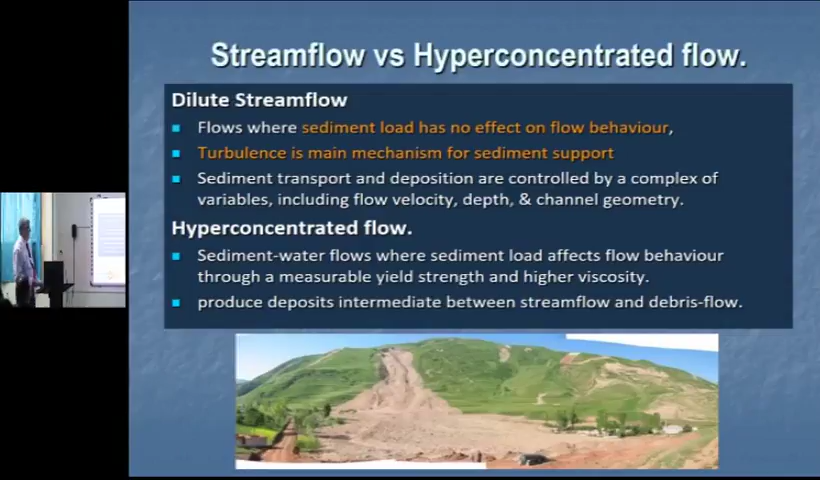 Streamflow vs Hyperconcentrated flow.
Dilute Streamflow
Flows where sediment load has no effect on flow behaviour,
Turbulence is main mechanism for sediment support
Sediment transport and deposition are controlled by a complex of
variables, including flow velocity, depth, & channel geometry.
Hyperconcentrated flow.
Sediment-water flows where sediment load affects flow behaviour
through a measurable yield strength and higher viscosity.
produce deposits intermediate between streamflow and debris-flow.